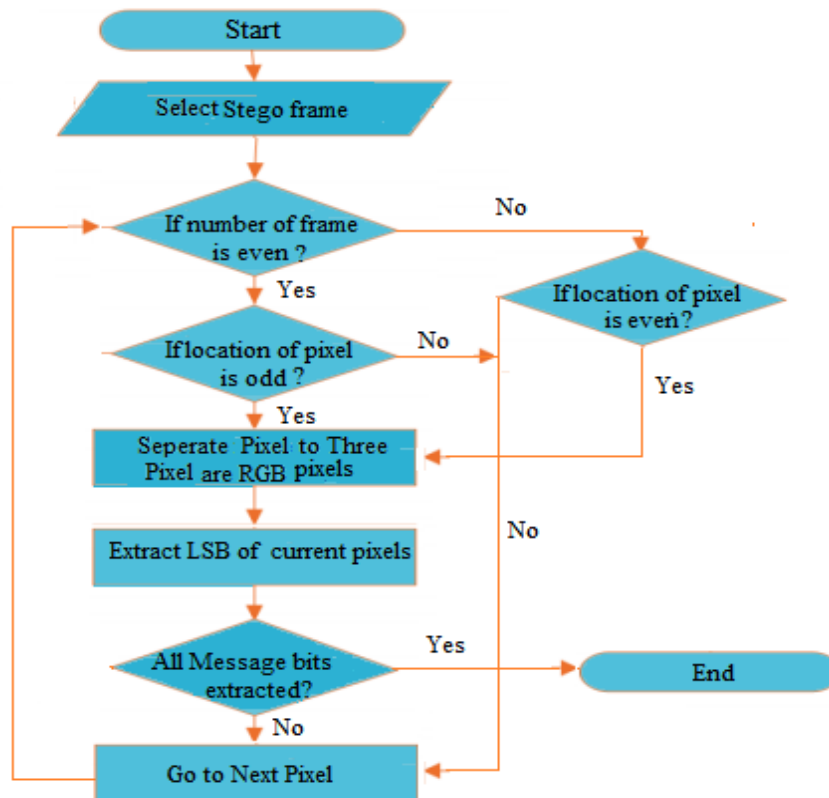 Start
Select Stego frame
If number of frame
is even ?
No
Yes
If location of pixel
is even?
If location of pixel
is odd ?
No
Yes
Yes
Seperate Pixel to Three
Pixel are RGB pixels
No
Extract LSB of current pixels
All Message bits
extracted?
Yes
End
No
Go to Next Pixel